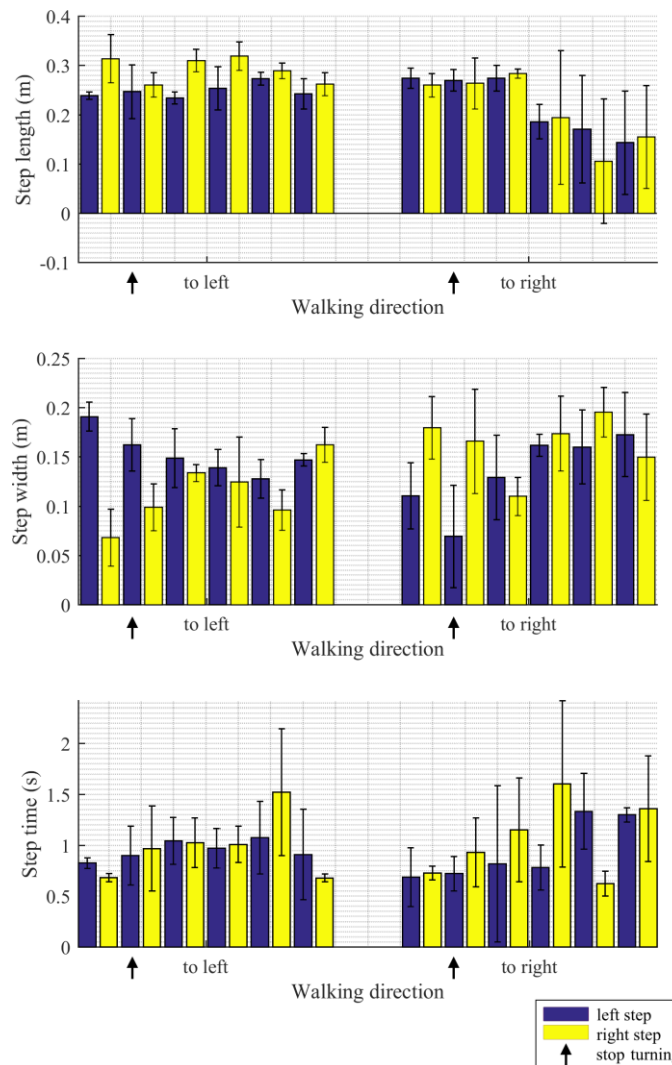 0.4
0.3
0.2
0.1
0
-0.1
Step length (m)
to left
to right
Walking direction
0.25
0.2
0.15
0.1
0.05
0
Step width (m)
to left
to right
Walking direction
2
1.5
1
0.5
0
Step time (s)
to left
to right
Walking direction
left step
right step
stop turnin